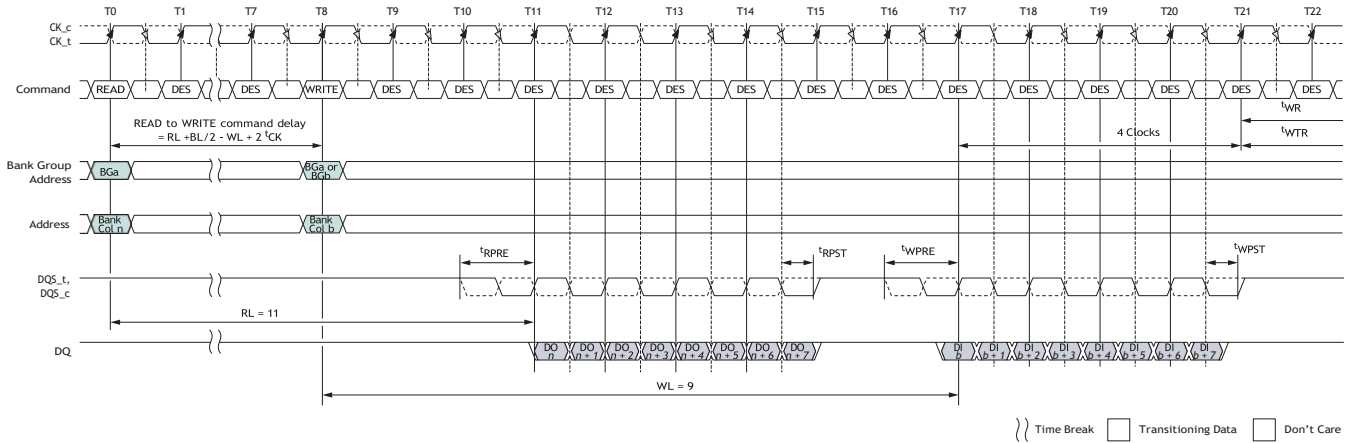 T0 T1 T7 T8 T9 T10 T11 T12 T13 T14 T15 T16 T17 T18 T19 T20 T21 T22
CK_c
CK_t
Command READ DES DES WRITE DES DES DES DES DES DES DES DES DES DES DES DES DES DES
tWR
READ to WRITE command delay
= RL +BL/2 - WL + 2 tCK
4 Clocks
tWTR
Bank Group
Address
BGa
BGa or
BGb
Address
Bank
Col n
Bank
Col b
tRPRE tRPST tWPRE tWPST
DQS_t,
DQS_c
RL = 11
DQ
DO
n
DO
n + 1
DO
n + 2
DO
n + 3
DO
n + 4
DO
n + 5
DO
n + 6
DO
n + 7
DI
b
DI
b + 1
DI
b + 2
DI
b + 3
DI
b + 4
DI
b + 5
DI
b + 6
DI
b + 7
WL = 9
Time Break Transitioning Data Don't Care